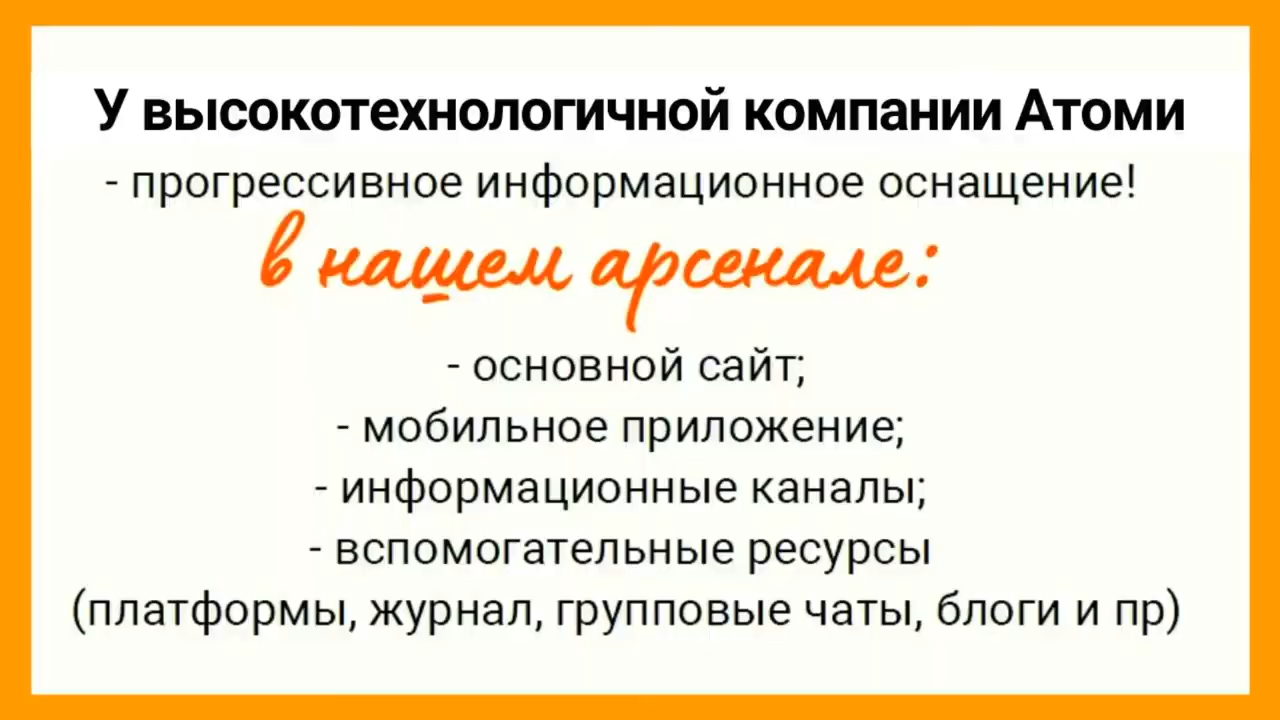 У высокотехнологичной компании Атоми
- прогрессивное информационное оснащение!
в нашем арсенале:
- основной сайт;
- мобильное приложение;
- информационные каналы;
- вспомогательные ресурсы
(платформы, журнал, групповые чаты, блоги и пр)